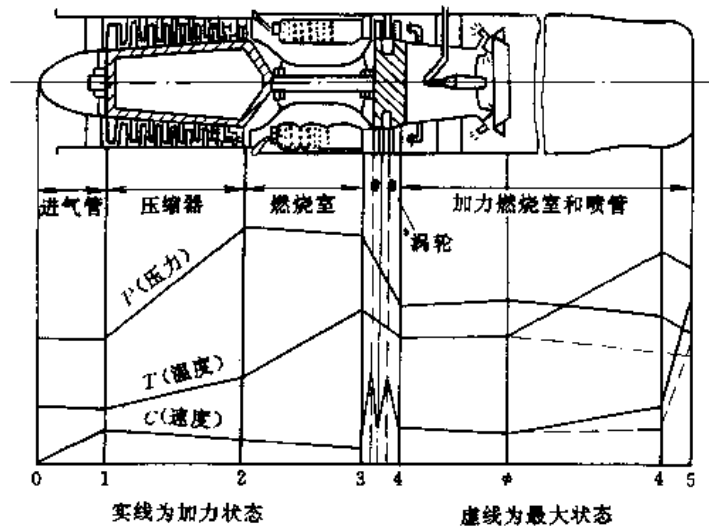 进气管 压缩器 燃烧室 加力燃烧室和喷管
涡轮
P(压力)
T(温度)
C(速度)
0 1 2 3 4 ϕ 4 5
实线为加力状态 虚线为最大状态